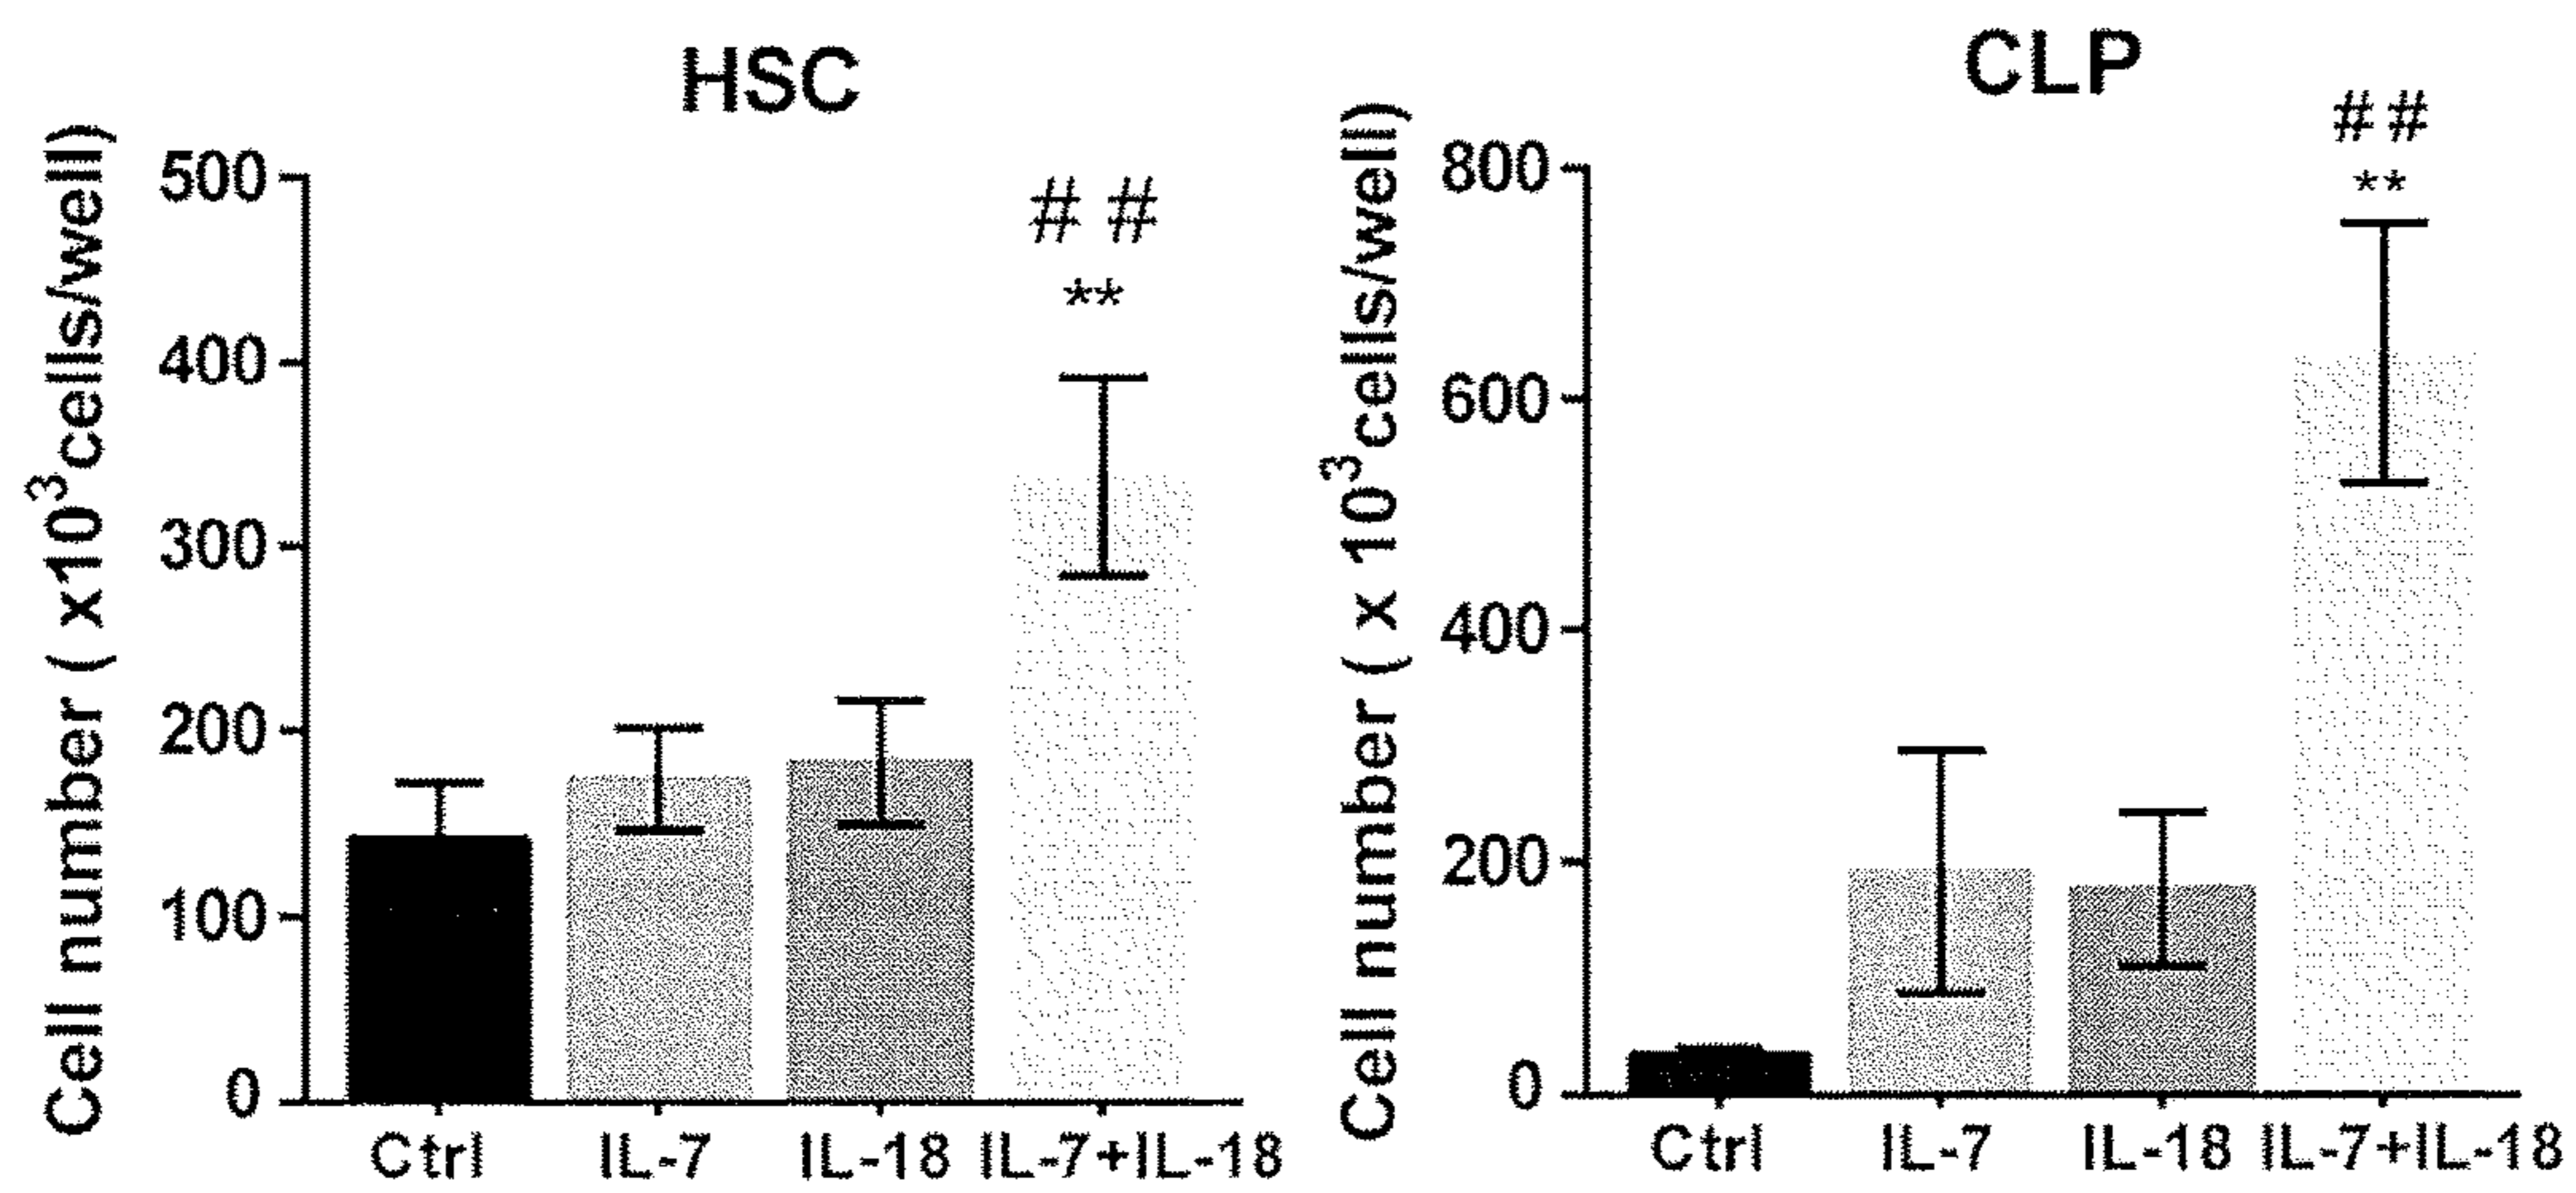 HSC
Cell number ( x10³cells/well)
500
400
300
200
100
0
# #
**
Ctrl IL-7 IL-18 IL-7+IL-18
CLP
Cell number ( x 10³cells/well)
800
600
400
200
0
# #
**
Ctrl IL-7 IL-18 IL-7+IL-18